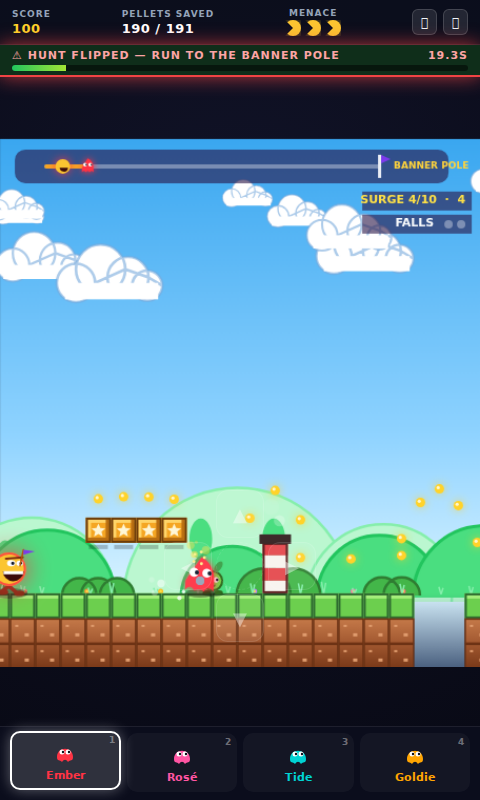 SCORE
100
PELLETS SAVED
190 / 191
MENACE
⚠ HUNT FLIPPED — RUN TO THE BANNER POLE
19.3S
BANNER POLE
SURGE 4/10 · 4
FALLS
1
Ember
2
Rosé
3
Tide
4
Goldie